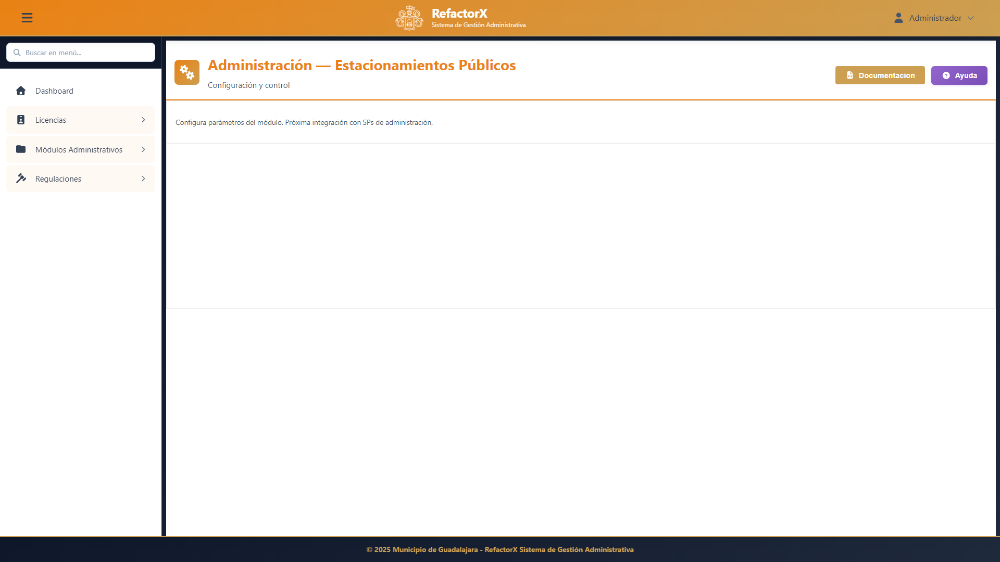 RefactorX
Sistema de Gestión Administrativa
Administrador
Buscar en menú...
Dashboard
Licencias
Módulos Administrativos
Regulaciones
Administración — Estacionamientos Públicos
Configuración y control
Documentacion
Ayuda
Configura parámetros del módulo. Próxima integración con SPs de administración.
© 2025 Municipio de Guadalajara - RefactorX Sistema de Gestión Administrativa